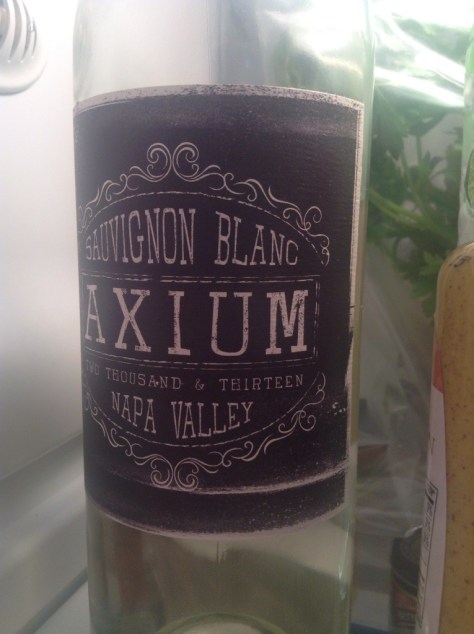 SAUVIGNON BLANC
AXIUM
TWO THOUSAND & THIRTEEN
NAPA VALLEY